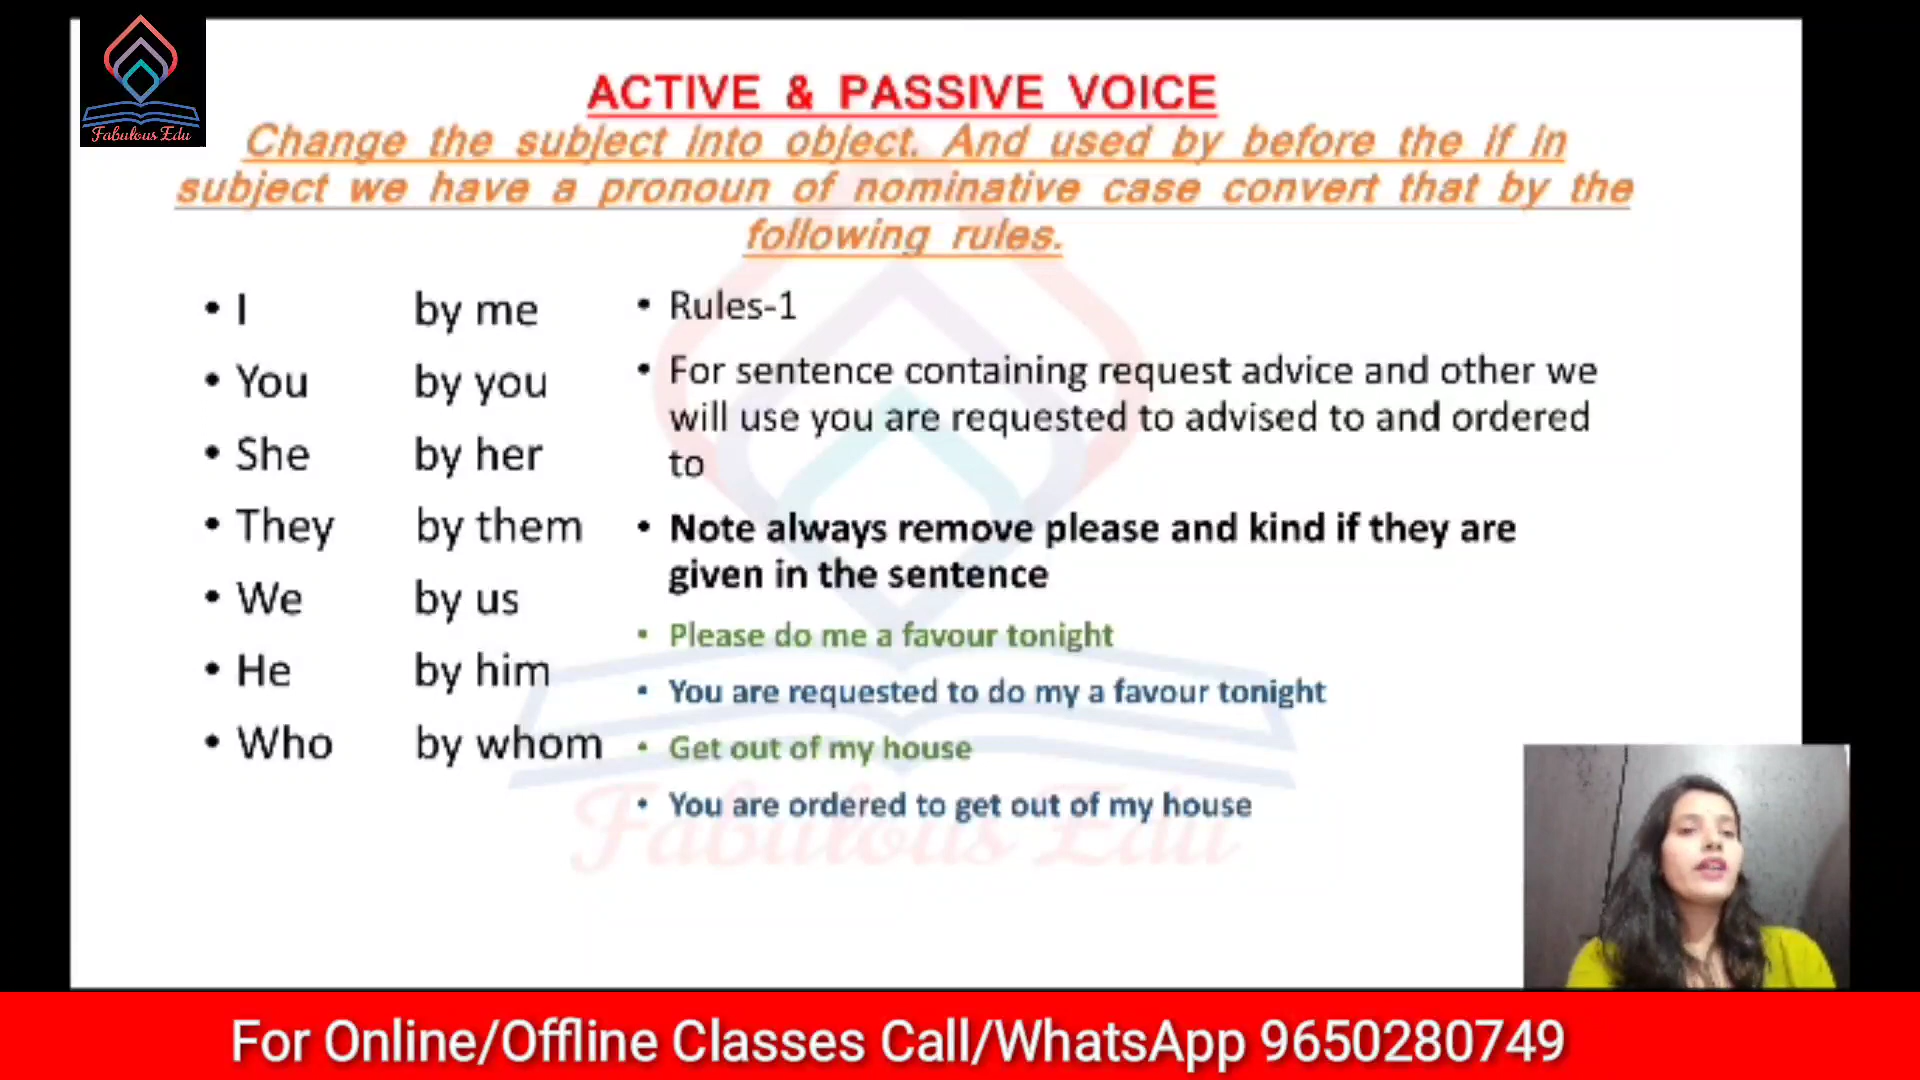 Fabulous Edu
ACTIVE & PASSIVE VOICE
Change the subject into object. And used by before the if in
subject we have a pronoun of nominative case convert that by the
following rules.
• I by me
• You by you
• She by her
• They by them
• We by us
• He by him
• Who by whom
• Rules-1
• For sentence containing request advice and other we
will use you are requested to advised to and ordered
to
• Note always remove please and kind if they are
given in the sentence
• Please do me a favour tonight
• You are requested to do my a favour tonight
• Get out of my house
• You are ordered to get out of my house
Fabulous Edu
For Online/Offline Classes Call/WhatsApp 9650280749